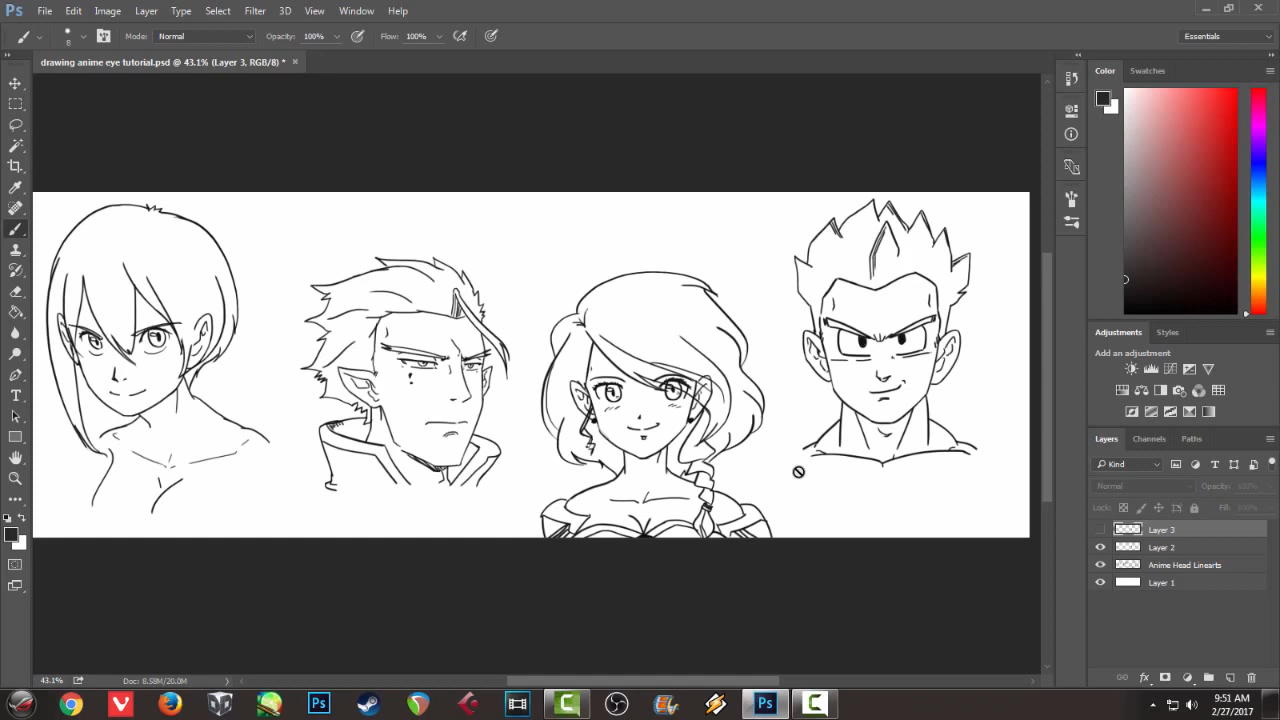 Ps File Edit Image Layer Type Select Filter 3D View Window Help
8 Mode: Normal Opacity: 100% Flow: 100% Essentials
drawing anime eye tutorial.psd @ 43.1% (Layer 3, RGB/8) *
Color Swatches
Adjustments Styles
Add an adjustment
Layers Channels Paths
Kind
Normal Opacity: 100%
Lock: Fill: 100%
Layer 3
Layer 2
Anime Head Linearts
Layer 1
43.1% Doc: 8.58M/20.0M
9:51 AM
2/27/2017